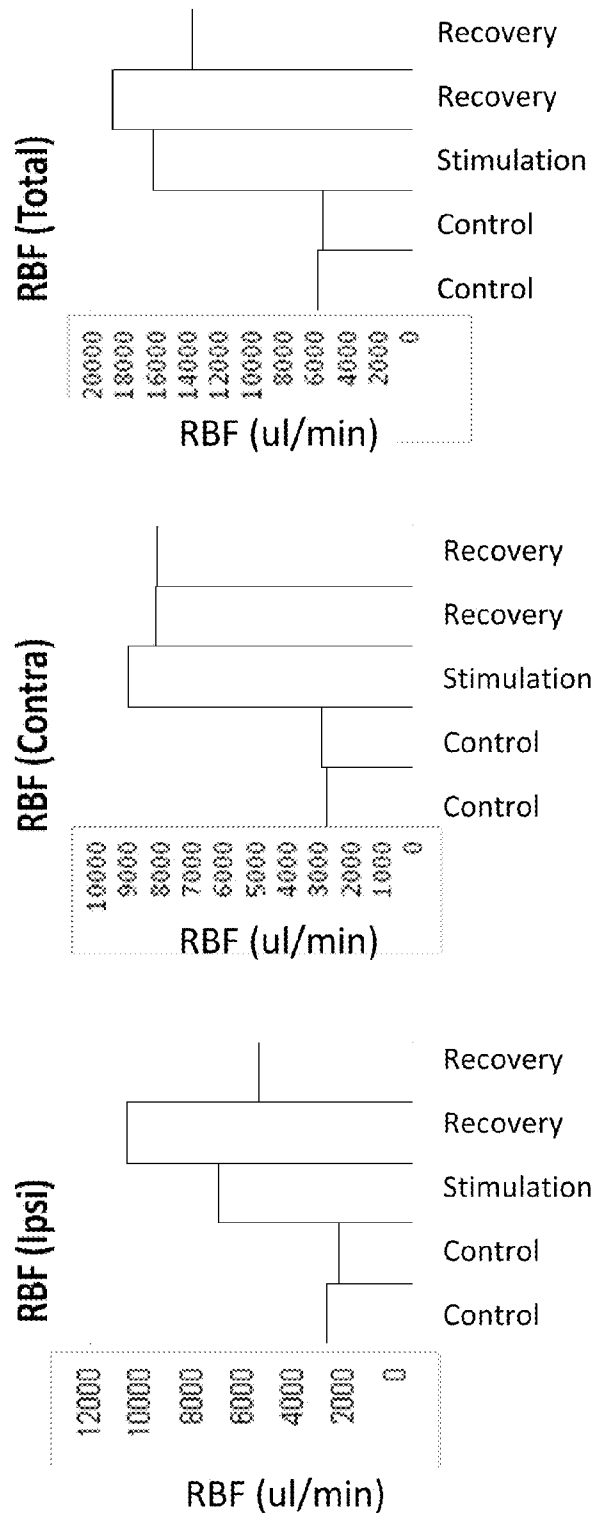 RBF (Total)
Recovery
Recovery
Stimulation
Control
Control
20000
18000
16000
14000
12000
10000
8000
6000
4000
2000
0
RBF (ul/min)
RBF (Contra)
Recovery
Recovery
Stimulation
Control
Control
10000
9000
8000
7000
6000
5000
4000
3000
2000
1000
0
RBF (ul/min)
RBF (Ipsi)
Recovery
Recovery
Stimulation
Control
Control
12000
10000
8000
6000
4000
2000
0
RBF (ul/min)